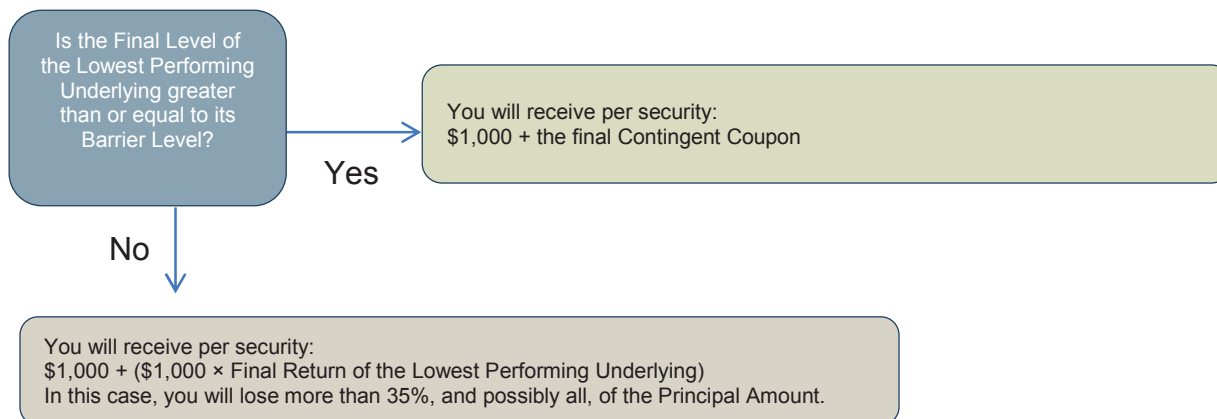 Is the Final Level of
the Lowest Performing
Underlying greater
than or equal to its
Barrier Level?
You will receive per security:
$1,000 + the final Contingent Coupon
Yes
No
You will receive per security:
$1,000 + ($1,000 × Final Return of the Lowest Performing Underlying)
In this case, you will lose more than 35%, and possibly all, of the Principal Amount.